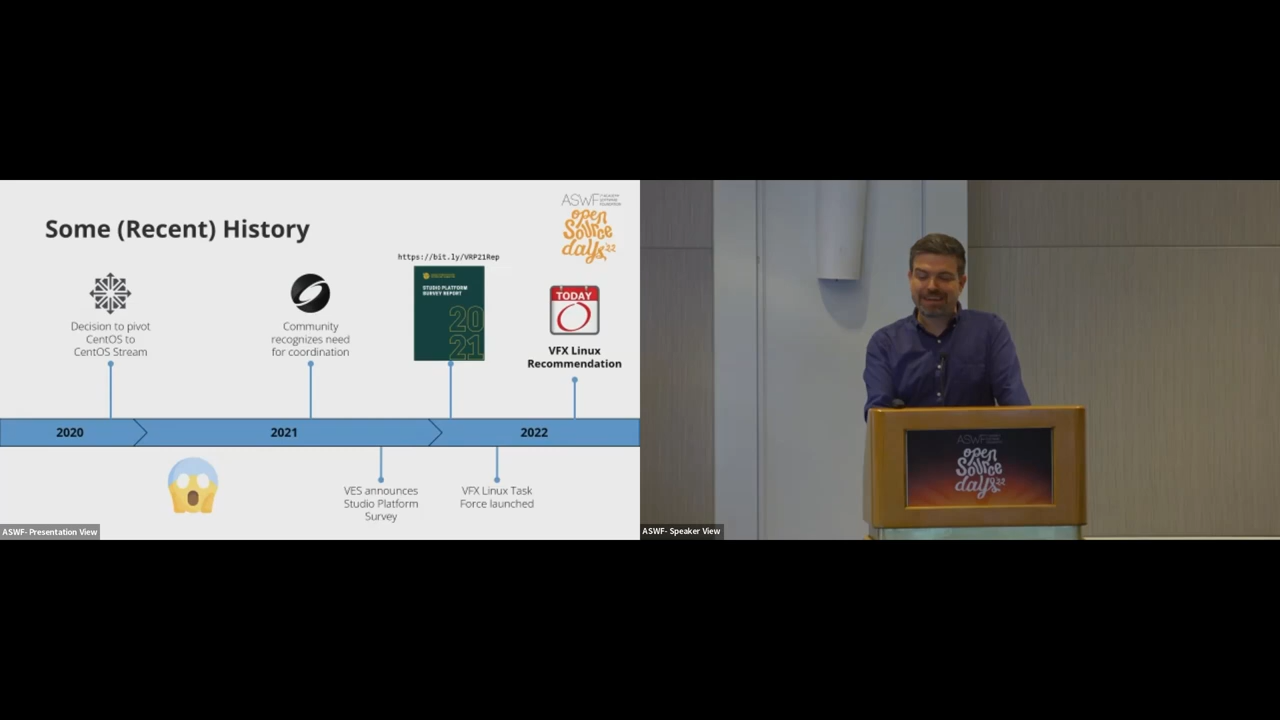 Some (Recent) History
ASWF
open
Source
days '22
https://bit.ly/VRP21Rep
STUDIO PLATFORM
SURVEY REPORT
20
21
TODAY
Decision to pivot
CentOS to
CentOS Stream
Community
recognizes need
for coordination
VFX Linux
Recommendation
2020
2021
2022
VES announces
Studio Platform
Survey
VFX Linux Task
Force launched
ASWF- Presentation View
ASWF
open
Source
days '22
ASWF- Speaker View